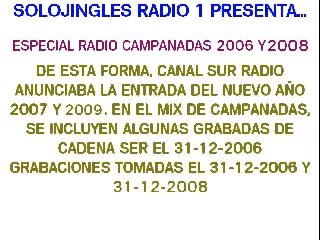 SOLOJINGLES RADIO 1 PRESENTA...
ESPECIAL RADIO CAMPANADAS 2006 Y 2008
DE ESTA FORMA, CANAL SUR RADIO
ANUNCIABA LA ENTRADA DEL NUEVO AÑO
2007 Y 2009. EN EL MIX DE CAMPANADAS,
SE INCLUYEN ALGUNAS GRABADAS DE
CADENA SER EL 31-12-2006
GRABACIONES TOMADAS EL 31-12-2006 Y
31-12-2008